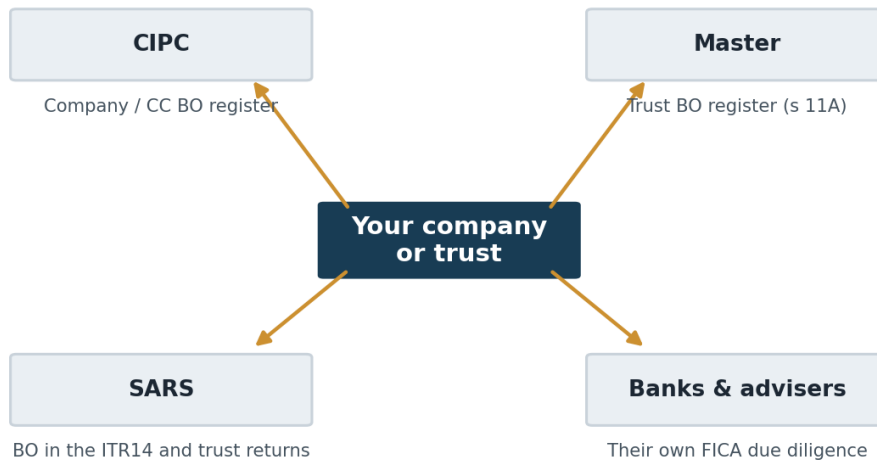 CIPC
Master
Company / CC BO register
Trust BO register (s 11A)
Your company
or trust
SARS
Banks & advisers
BO in the ITR14 and trust returns
Their own FICA due diligence